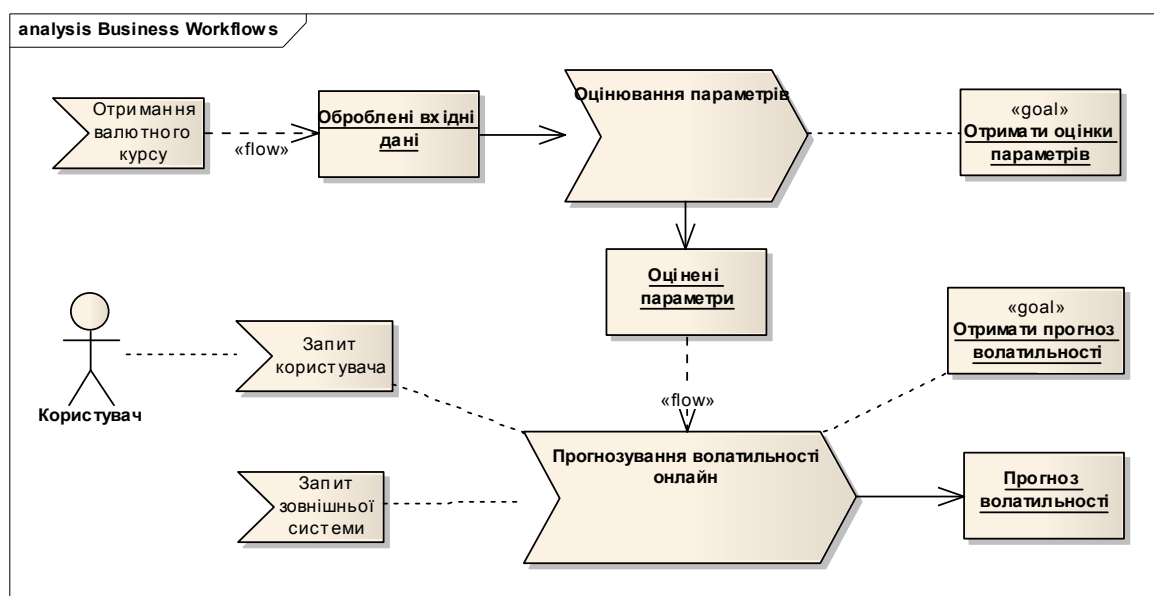 analysis Business Workflows
Отримання
валютного
курсу
«flow»
Оброблені вхідні
дані
Оцінювання параметрів
«goal»
Отримати оцінки
параметрів
Оцінені
параметри
«flow»
Користувач
Запит
користувача
«goal»
Отримати прогноз
волатильності
Запит
зовнішньої
системи
Прогнозування волатильності
онлайн
Прогноз
волатильності